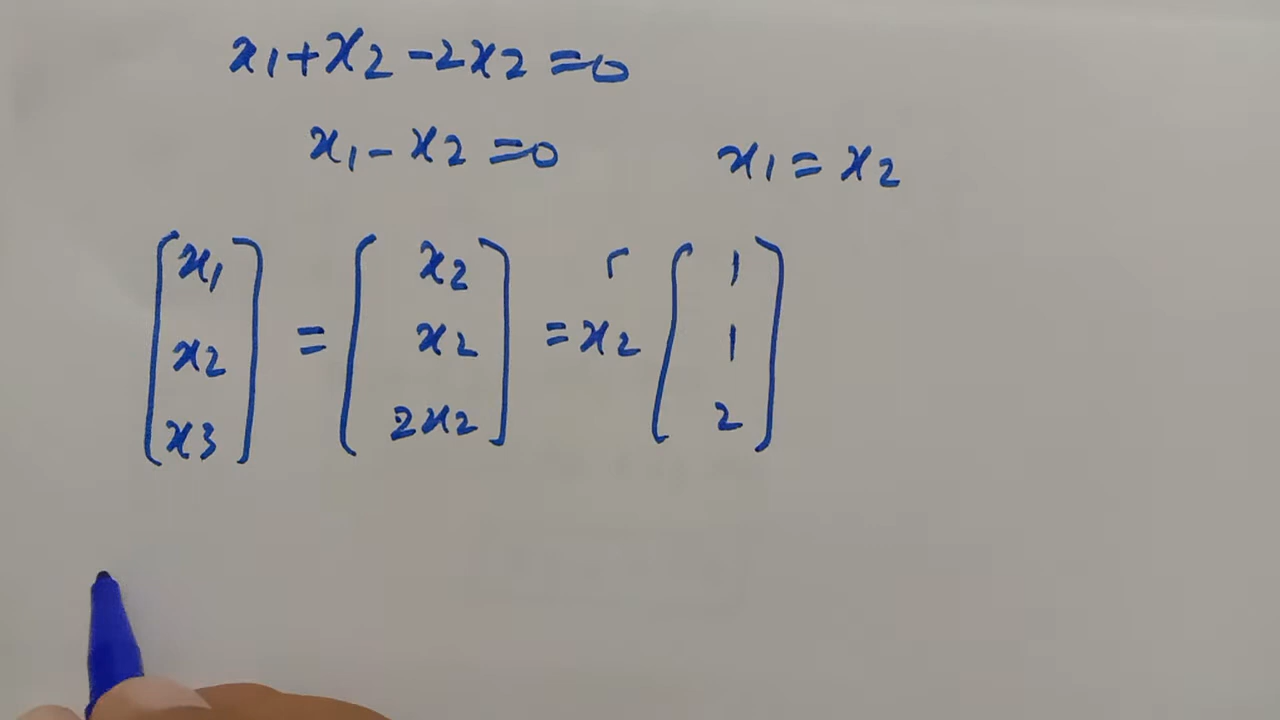 x1+x2-2x2=0
x1-x2=0 x1=x2
[x1 x2 x3] = [x2 x2 2x2] = x2 [1 1 2]